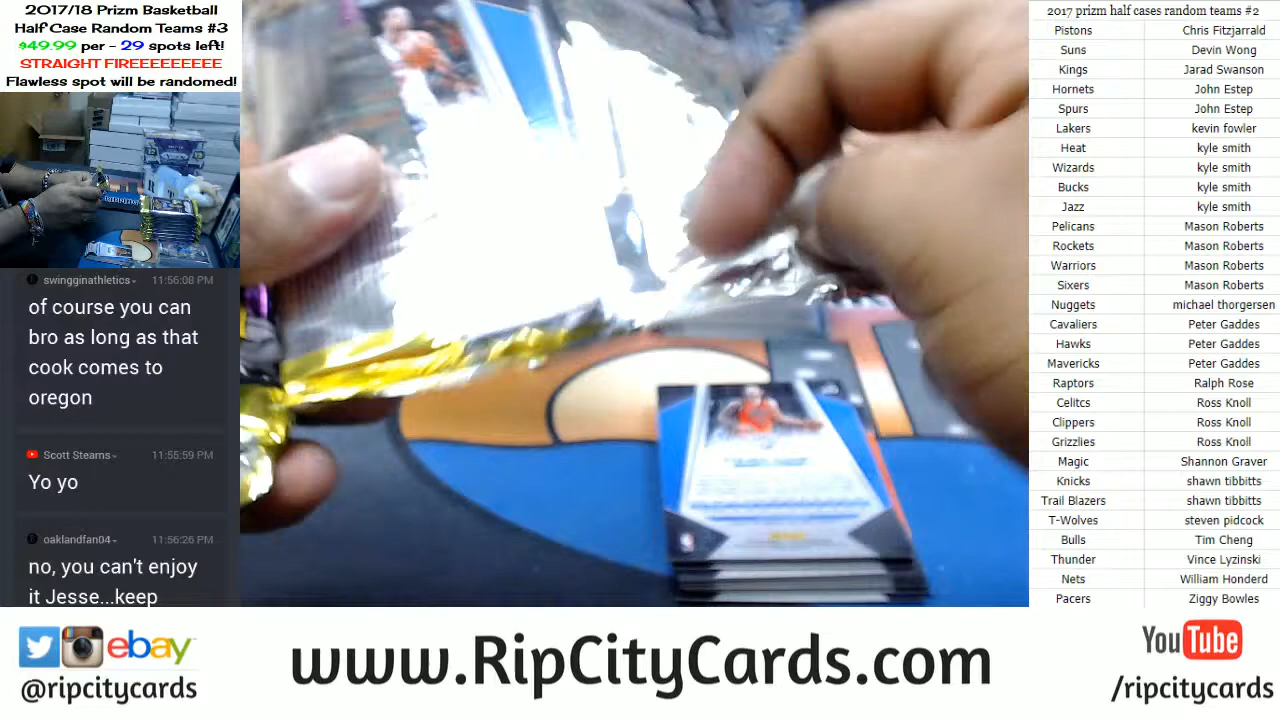 2017/18 Prizm Basketball
Half Case Random Teams #3
$49.99 per - 29 spots left!
STRAIGHT FIREEEEEEEEE
Flawless spot will be randomed!
swingginathletics 11:56:08 PM
of course you can
bro as long as that
cook comes to
oregon
Scott Stearns 11:55:59 PM
Yo yo
oaklandfan04 11:56:26 PM
no, you can't enjoy
it Jesse...keep
2017 prizm half cases random teams #2
Pistons Chris Fitzjarrald
Suns Devin Wong
Kings Jarad Swanson
Hornets John Estep
Spurs John Estep
Lakers kevin fowler
Heat kyle smith
Wizards kyle smith
Bucks kyle smith
Jazz kyle smith
Pelicans Mason Roberts
Rockets Mason Roberts
Warriors Mason Roberts
Sixers Mason Roberts
Nuggets michael thorgersen
Cavaliers Peter Gaddes
Hawks Peter Gaddes
Mavericks Peter Gaddes
Raptors Ralph Rose
Celitcs Ross Knoll
Clippers Ross Knoll
Grizzlies Ross Knoll
Magic Shannon Graver
Knicks shawn tibbitts
Trail Blazers shawn tibbitts
T-Wolves steven pidcock
Bulls Tim Cheng
Thunder Vince Lyzinski
Nets William Honderd
Pacers Ziggy Bowles
ebay
@ripcitycards
www.RipCityCards.com
YouTube
/ripcitycards